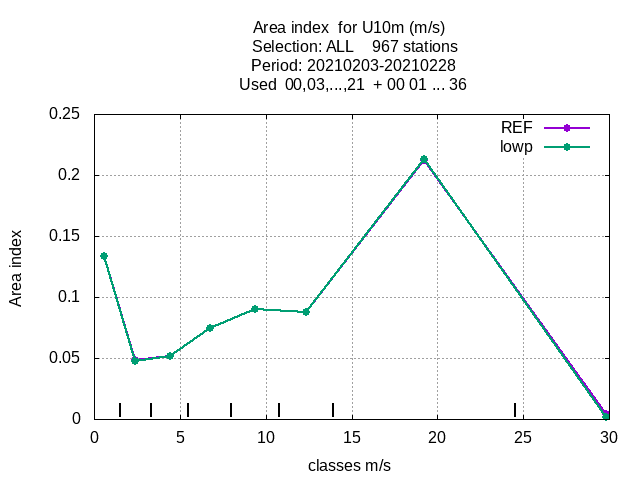 Area index  for U10m (m/s)
Selection: ALL    967 stations
Period: 20210203-20210228
Used  00,03,...,21  + 00 01 ... 36
REF
lowp
0.25
0.2
0.15
0.1
0.05
0
Area index
0 5 10 15 20 25 30
classes m/s